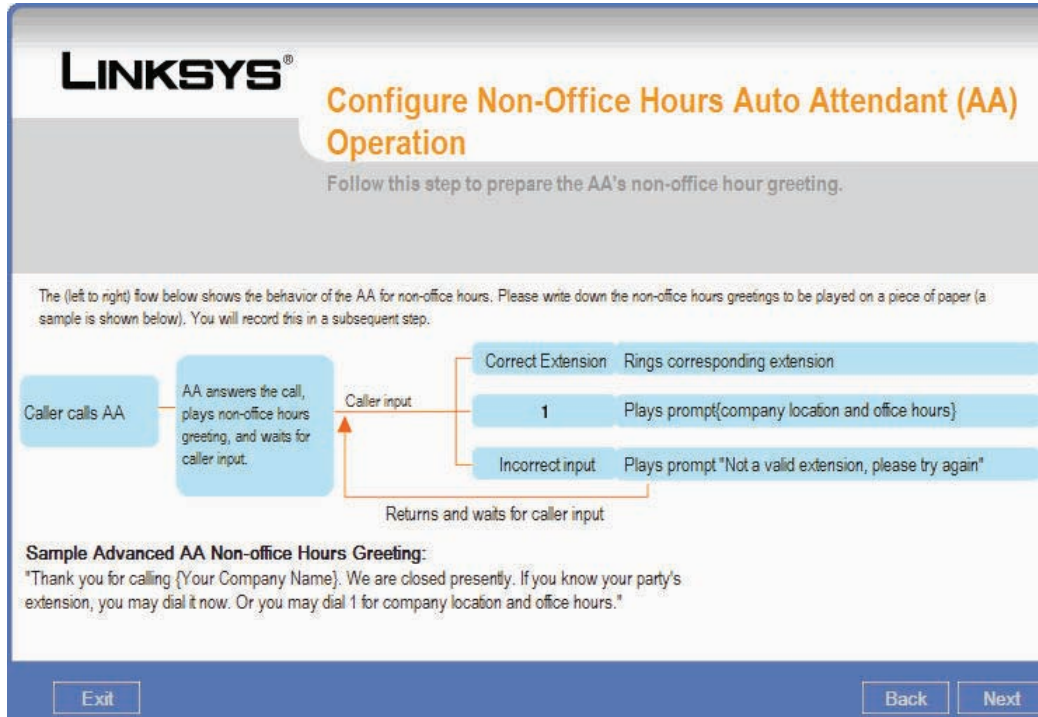 LINKSYS®
Configure Non-Office Hours Auto Attendant (AA)
Operation
Follow this step to prepare the AA's non-office hour greeting.
The (left to right) flow below shows the behavior of the AA for non-office hours. Please write down the non-office hours greetings to be played on a piece of paper (a
sample is shown below). You will record this in a subsequent step.
Caller calls AA
AA answers the call,
plays non-office hours
greeting, and waits for
caller input.
Caller input
Correct Extension Rings corresponding extension
1 Plays prompt{company location and office hours}
Incorrect input Plays prompt "Not a valid extension, please try again"
Returns and waits for caller input
Sample Advanced AA Non-office Hours Greeting:
"Thank you for calling {Your Company Name}. We are closed presently. If you know your party's
extension, you may dial it now. Or you may dial 1 for company location and office hours."
Exit
Back
Next